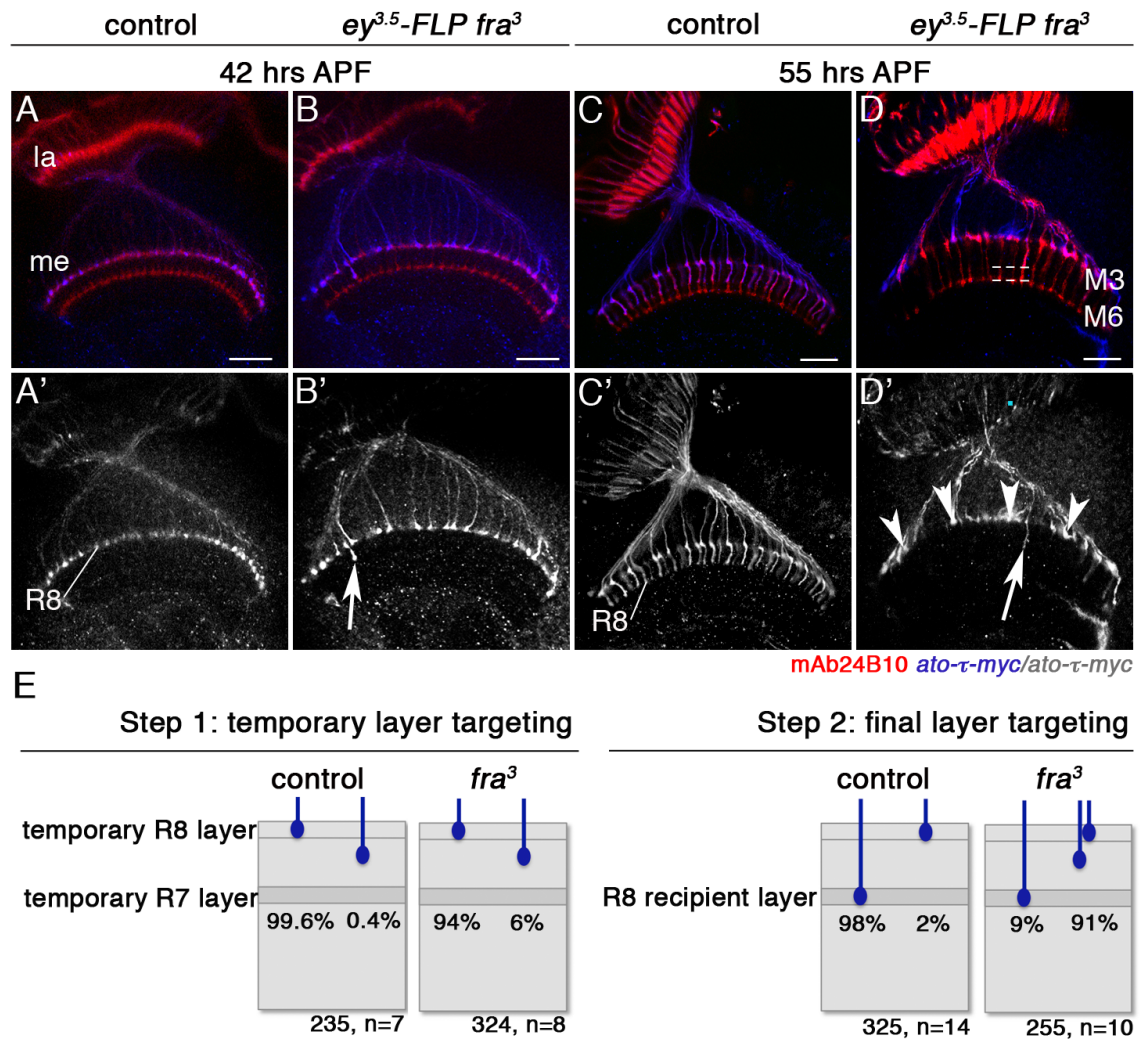 control ey3.5-FLP fra3 control ey3.5-FLP fra3
42 hrs APF 55 hrs APF
A B C D
la
me
M3
M6
A' B' C' D'
R8
R8
mAb24B10 ato-τ-myc/ato-τ-myc
E
Step 1: temporary layer targeting Step 2: final layer targeting
control fra3 control fra3
temporary R8 layer
temporary R7 layer R8 recipient layer
99.6% 0.4% 94% 6% 98% 2% 9% 91%
235, n=7 324, n=8 325, n=14 255, n=10